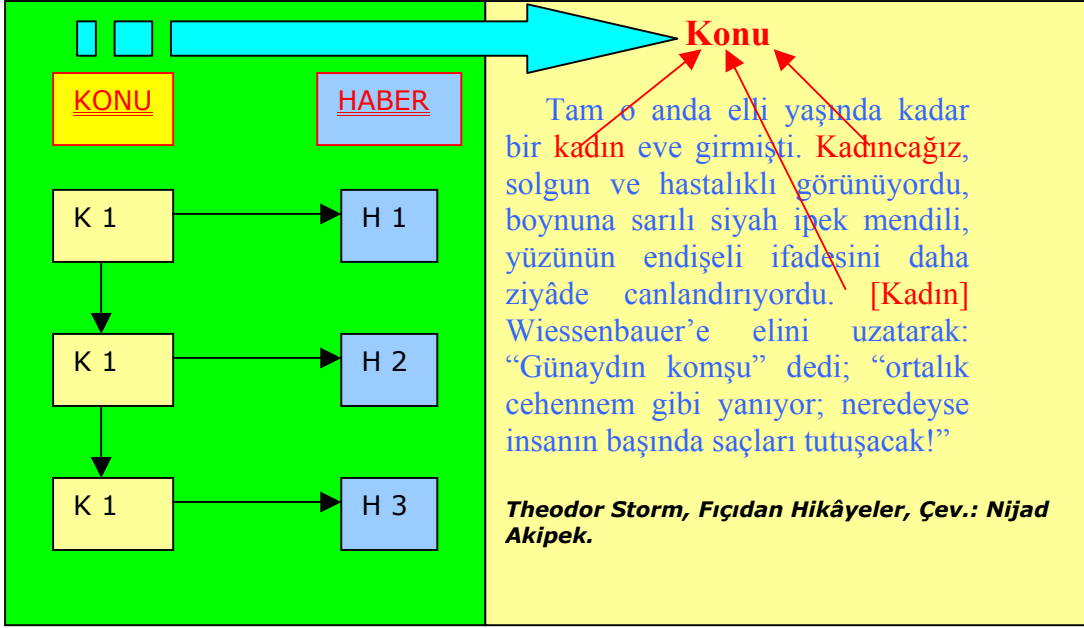 KONU
HABER
K 1
H 1
K 1
H 2
K 1
H 3
Konu
Tam o anda elli yaşında kadar
bir kadın eve girmişti. Kadıncağız,
solgun ve hastalıklı görünüyordu,
boynuna sarılı siyah ipek mendili,
yüzünün endişeli ifadesini daha
ziyâde canlandırıyordu. [Kadın]
Wiessenbauer’e elini uzatarak:
“Günaydın komşu” dedi; “ortalık
cehennem gibi yanıyor; neredeyse
insanın başında saçları tutuşacak!”
Theodor Storm, Fıçıdan Hikâyeler, Çev.: Nijad
Akipek.